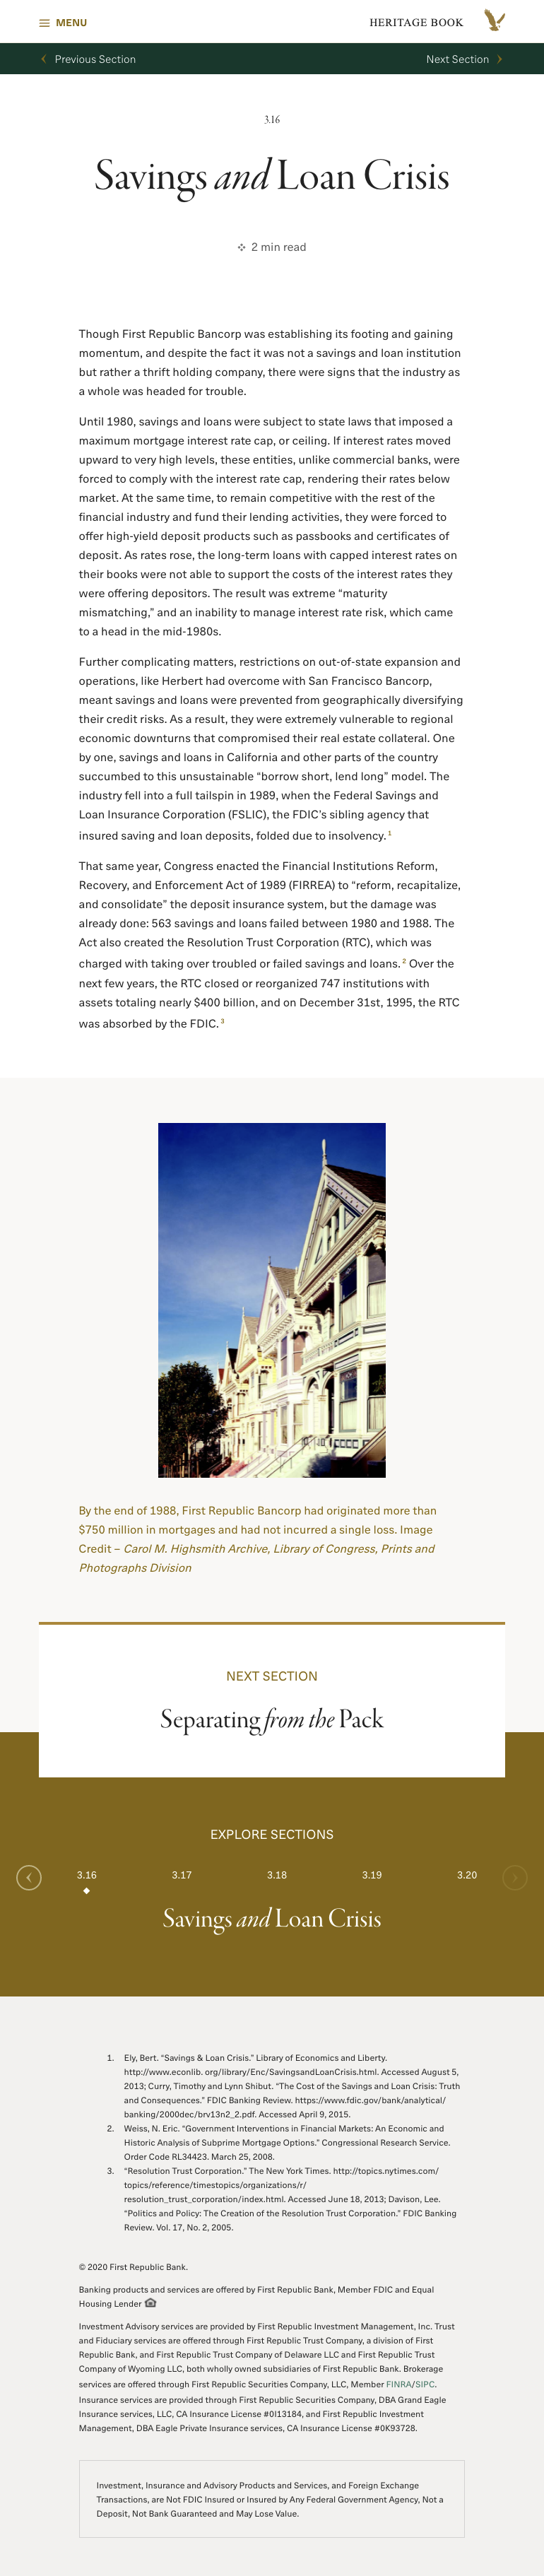 MENU
HERITAGE BOOK
Previous Section
Next Section
3.16
Savings and Loan Crisis
2 min read
Though First Republic Bancorp was establishing its footing and gaining
momentum, and despite the fact it was not a savings and loan institution
but rather a thrift holding company, there were signs that the industry as
a whole was headed for trouble.
Until 1980, savings and loans were subject to state laws that imposed a
maximum mortgage interest rate cap, or ceiling. If interest rates moved
upward to very high levels, these entities, unlike commercial banks, were
forced to comply with the interest rate cap, rendering their rates below
market. At the same time, to remain competitive with the rest of the
financial industry and fund their lending activities, they were forced to
offer high-yield deposit products such as passbooks and certificates of
deposit. As rates rose, the long-term loans with capped interest rates on
their books were not able to support the costs of the interest rates they
were offering depositors. The result was extreme “maturity
mismatching,” and an inability to manage interest rate risk, which came
to a head in the mid-1980s.
Further complicating matters, restrictions on out-of-state expansion and
operations, like Herbert had overcome with San Francisco Bancorp,
meant savings and loans were prevented from geographically diversifying
their credit risks. As a result, they were extremely vulnerable to regional
economic downturns that compromised their real estate collateral. One
by one, savings and loans in California and other parts of the country
succumbed to this unsustainable “borrow short, lend long” model. The
industry fell into a full tailspin in 1989, when the Federal Savings and
Loan Insurance Corporation (FSLIC), the FDIC’s sibling agency that
insured saving and loan deposits, folded due to insolvency. 1
That same year, Congress enacted the Financial Institutions Reform,
Recovery, and Enforcement Act of 1989 (FIRREA) to “reform, recapitalize,
and consolidate” the deposit insurance system, but the damage was
already done: 563 savings and loans failed between 1980 and 1988. The
Act also created the Resolution Trust Corporation (RTC), which was
charged with taking over troubled or failed savings and loans. 2 Over the
next few years, the RTC closed or reorganized 747 institutions with
assets totaling nearly $400 billion, and on December 31st, 1995, the RTC
was absorbed by the FDIC. 3
By the end of 1988, First Republic Bancorp had originated more than
$750 million in mortgages and had not incurred a single loss. Image
Credit – Carol M. Highsmith Archive, Library of Congress, Prints and
Photographs Division
NEXT SECTION
Separating from the Pack
EXPLORE SECTIONS
3.16
3.17
3.18
3.19
3.20
Savings and Loan Crisis
1. Ely, Bert. “Savings & Loan Crisis.” Library of Economics and Liberty.
http://www.econlib. org/library/Enc/SavingsandLoanCrisis.html. Accessed August 5,
2013; Curry, Timothy and Lynn Shibut. “The Cost of the Savings and Loan Crisis: Truth
and Consequences.” FDIC Banking Review. https://www.fdic.gov/bank/analytical/
banking/2000dec/brv13n2_2.pdf. Accessed April 9, 2015.
2. Weiss, N. Eric. “Government Interventions in Financial Markets: An Economic and
Historic Analysis of Subprime Mortgage Options.” Congressional Research Service.
Order Code RL34423. March 25, 2008.
3. “Resolution Trust Corporation.” The New York Times. http://topics.nytimes.com/
topics/reference/timestopics/organizations/r/
resolution_trust_corporation/index.html. Accessed June 18, 2013; Davison, Lee.
“Politics and Policy: The Creation of the Resolution Trust Corporation.” FDIC Banking
Review. Vol. 17, No. 2, 2005.
© 2020 First Republic Bank.
Banking products and services are offered by First Republic Bank, Member FDIC and Equal
Housing Lender
Investment Advisory services are provided by First Republic Investment Management, Inc. Trust
and Fiduciary services are offered through First Republic Trust Company, a division of First
Republic Bank, and First Republic Trust Company of Delaware LLC and First Republic Trust
Company of Wyoming LLC, both wholly owned subsidiaries of First Republic Bank. Brokerage
services are offered through First Republic Securities Company, LLC, Member FINRA/SIPC.
Insurance services are provided through First Republic Securities Company, DBA Grand Eagle
Insurance services, LLC, CA Insurance License #0I13184, and First Republic Investment
Management, DBA Eagle Private Insurance services, CA Insurance License #0K93728.
Investment, Insurance and Advisory Products and Services, and Foreign Exchange
Transactions, are Not FDIC Insured or Insured by Any Federal Government Agency, Not a
Deposit, Not Bank Guaranteed and May Lose Value.